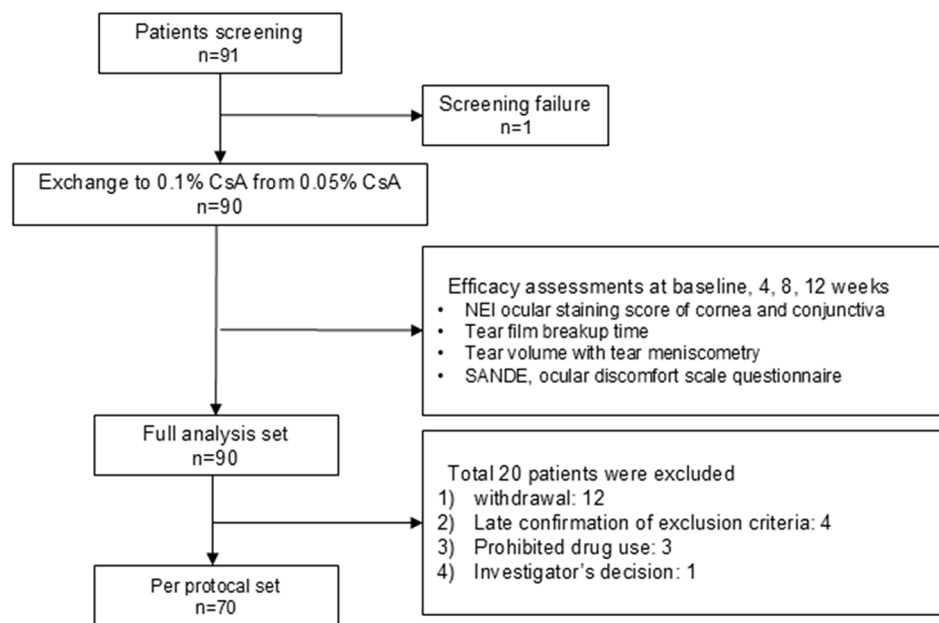 Patients screening
n=91
Screening failure
n=1
Exchange to 0.1% CsA from 0.05% CsA
n=90
Efficacy assessments at baseline, 4, 8, 12 weeks
• NEI ocular staining score of cornea and conjunctiva
• Tear film breakup time
• Tear volume with tear meniscometry
• SANDE, ocular discomfort scale questionnaire
Full analysis set
n=90
Total 20 patients were excluded
1) withdrawal: 12
2) Late confirmation of exclusion criteria: 4
3) Prohibited drug use: 3
4) Investigator's decision: 1
Per protocal set
n=70